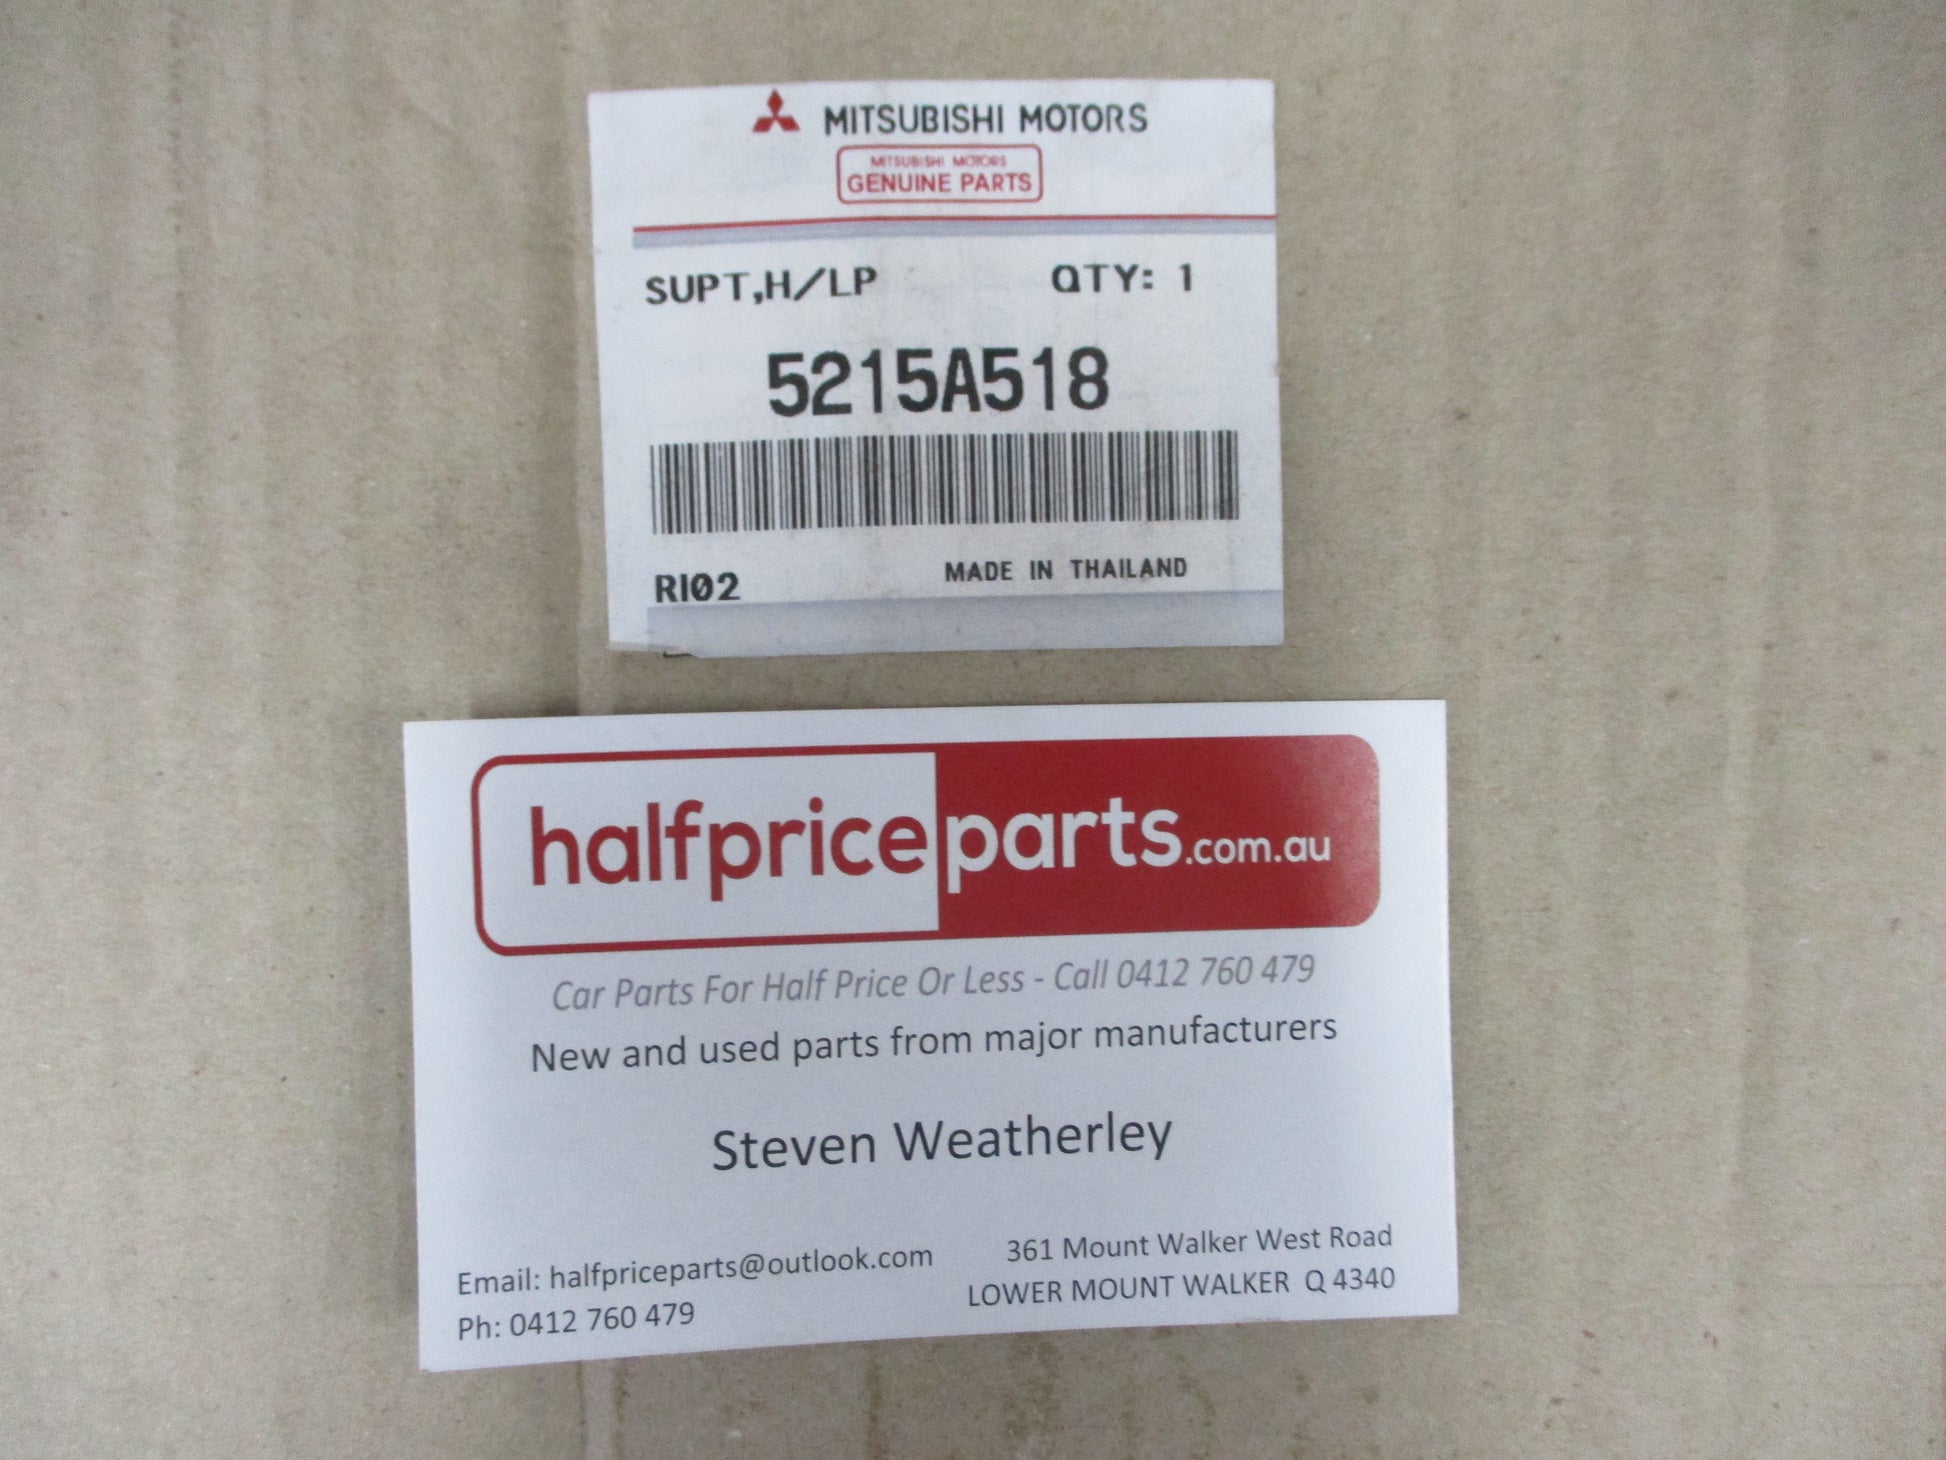 MITSUBISHI MOTORS
MITSUBISHI MOTORS
GENUINE PARTS
SUPT,H/LP QTY: 1
5215A518
RI02 MADE IN THAILAND
halfpriceparts.com.au
Car Parts For Half Price Or Less - Call 0412 760 479
New and used parts from major manufacturers
Steven Weatherley
Email: halfpriceparts@outlook.com
Ph: 0412 760 479
361 Mount Walker West Road
LOWER MOUNT WALKER Q 4340